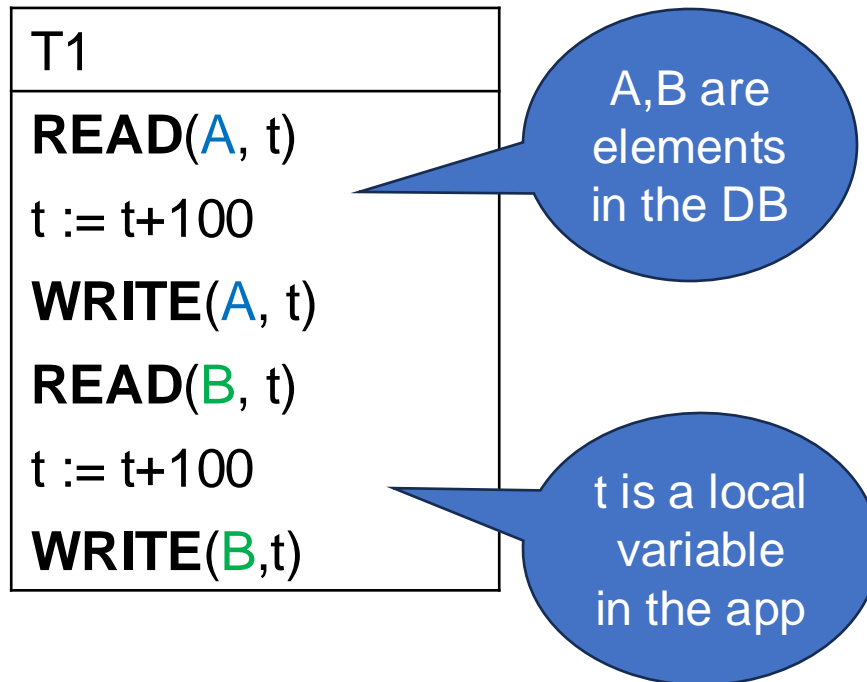 T1
READ(A, t)
t := t+100
WRITE(A, t)
READ(B, t)
t := t+100
WRITE(B,t)
A,B are
elements
in the DB
t is a local
variable
in the app